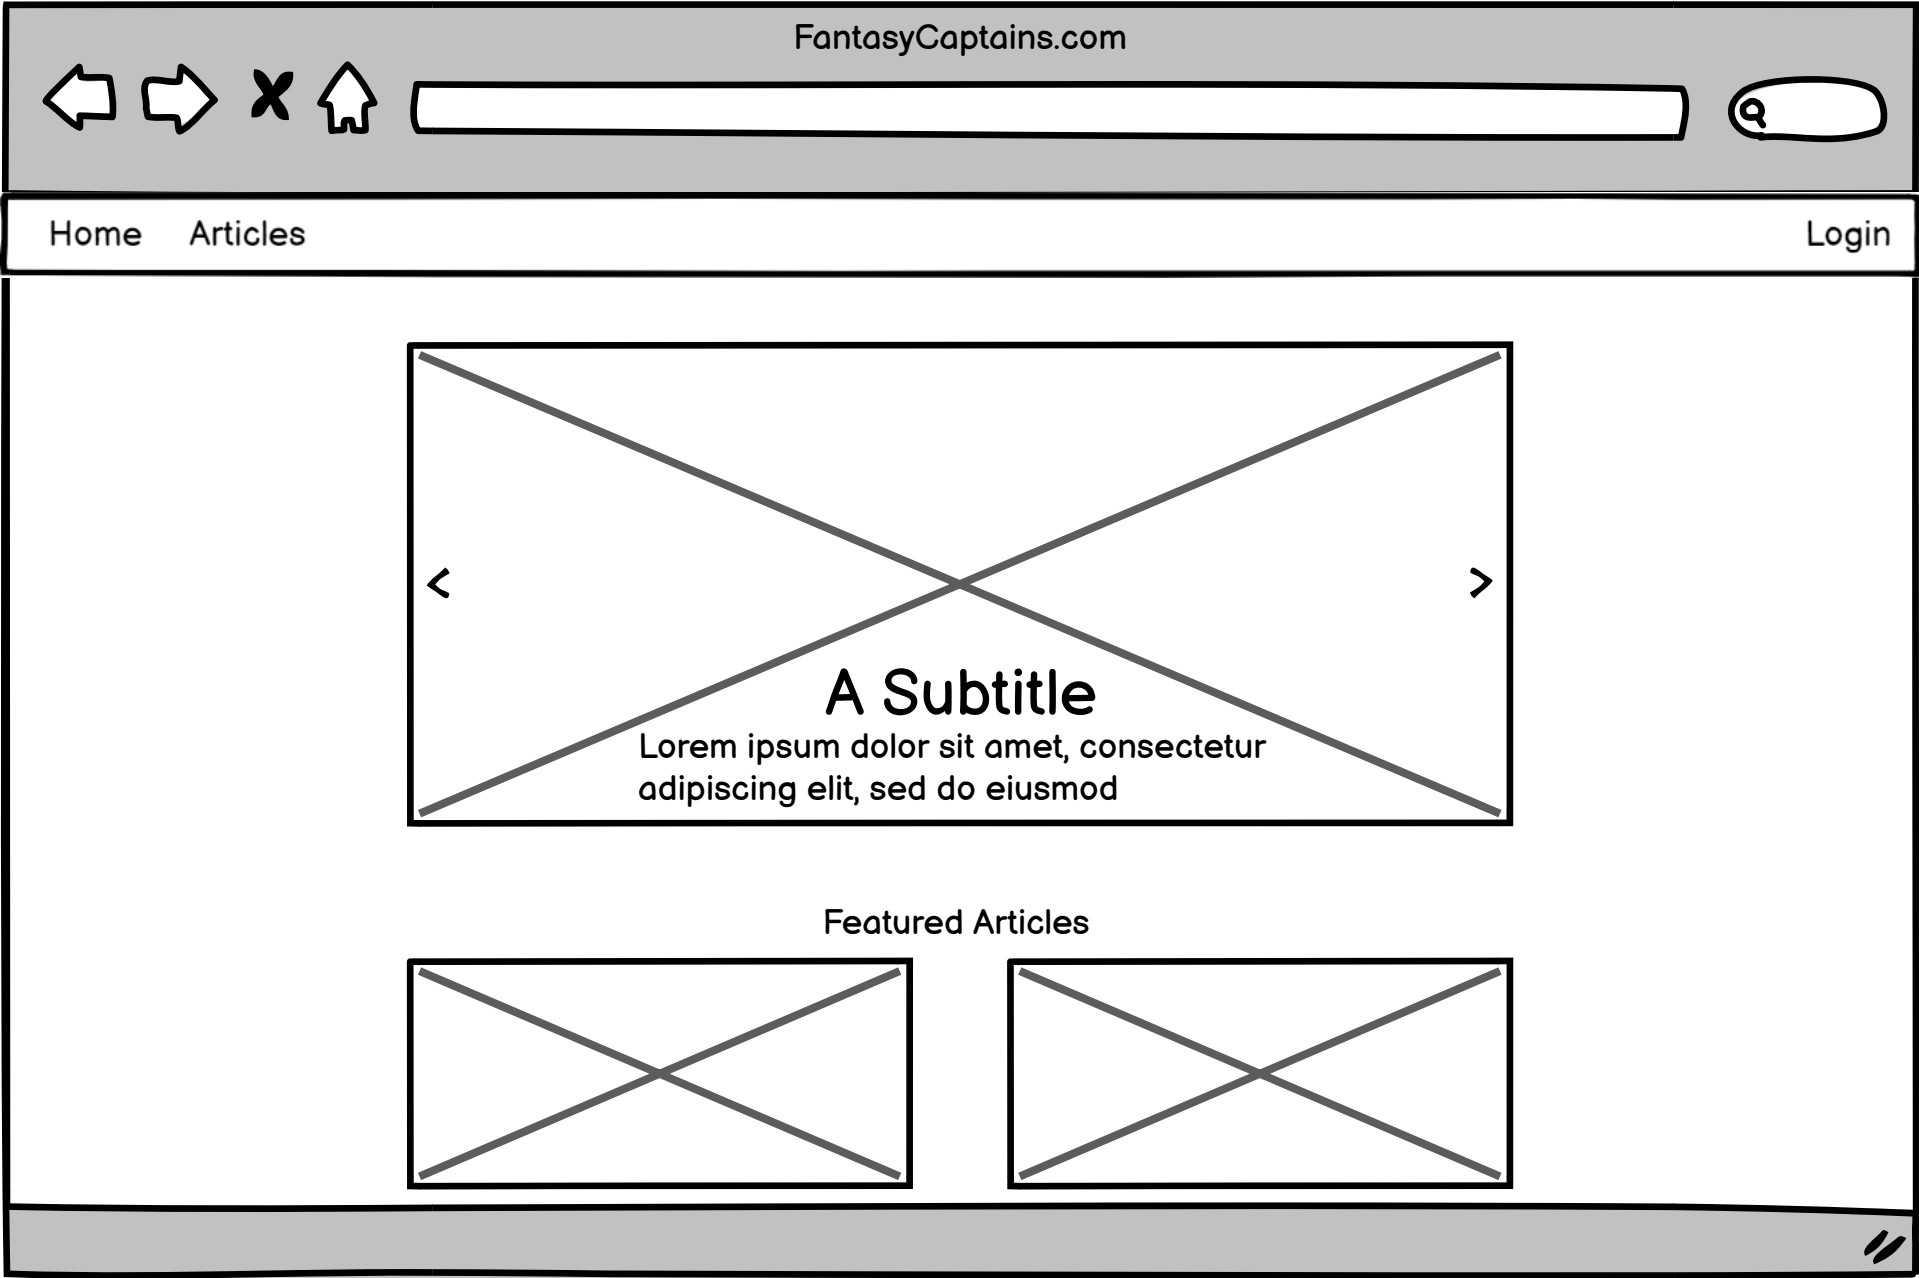 FantasyCaptains.com
Home
Articles
Login
A Subtitle
Lorem ipsum dolor sit amet, consectetur
adipiscing elit, sed do eiusmod
Featured Articles